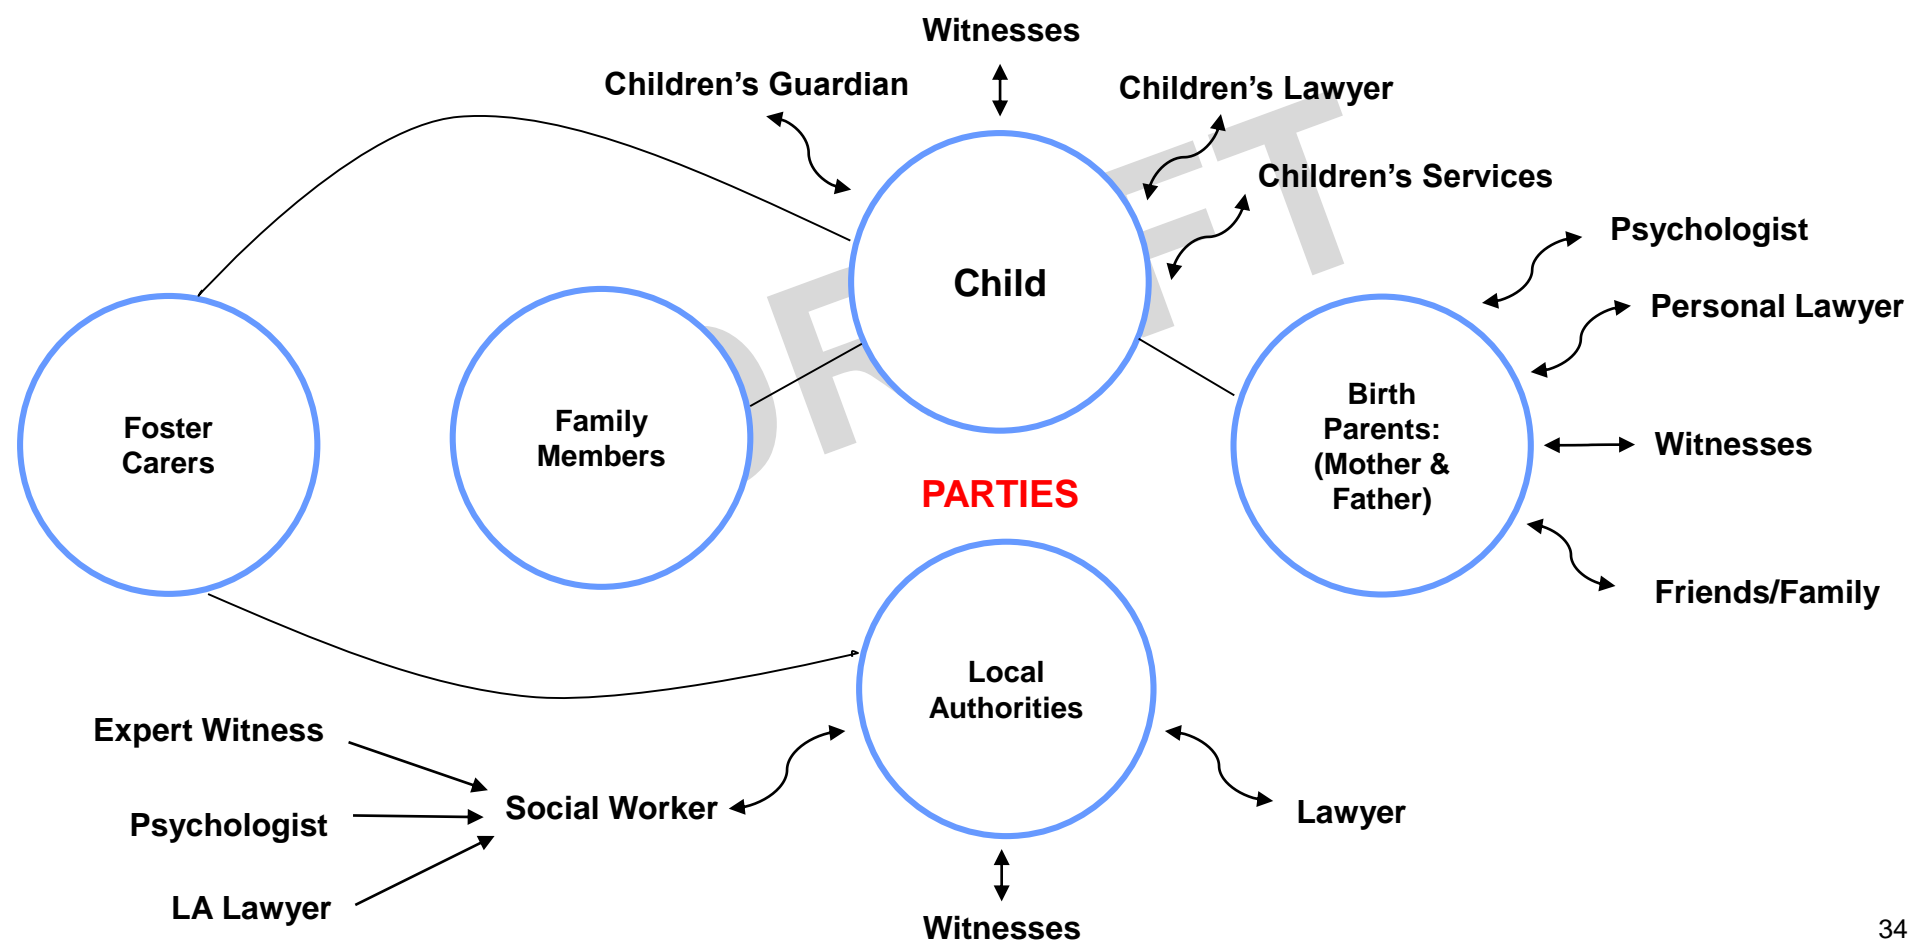 Witnesses
Children’s Guardian
Children’s Lawyer
Children’s Services
Psychologist
Personal Lawyer
Child
DRAFT
Foster
Carers
Family
Members
Birth
Parents:
(Mother &
Father)
Witnesses
PARTIES
Friends/Family
Local
Authorities
Expert Witness
Psychologist
LA Lawyer
Social Worker
Lawyer
Witnesses
34